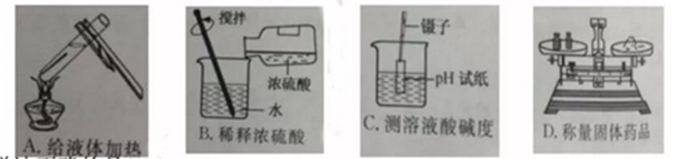 搅拌
浓硫酸
水
镊子
pH 试纸
A. 给液体加热
B. 稀释浓硫酸
C. 测溶液酸碱度
D. 称量固体药品